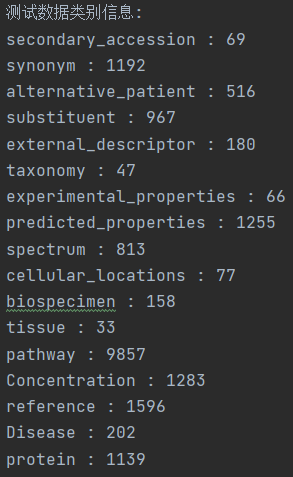 测试数据类别信息:
secondary_accession : 69
synonym : 1192
alternative_patient : 516
substituent : 967
external_descriptor : 180
taxonomy : 47
experimental_properties : 66
predicted_properties : 1255
spectrum : 813
cellular_locations : 77
biospecimen : 158
tissue : 33
pathway : 9857
Concentration : 1283
reference : 1596
Disease : 202
protein : 1139